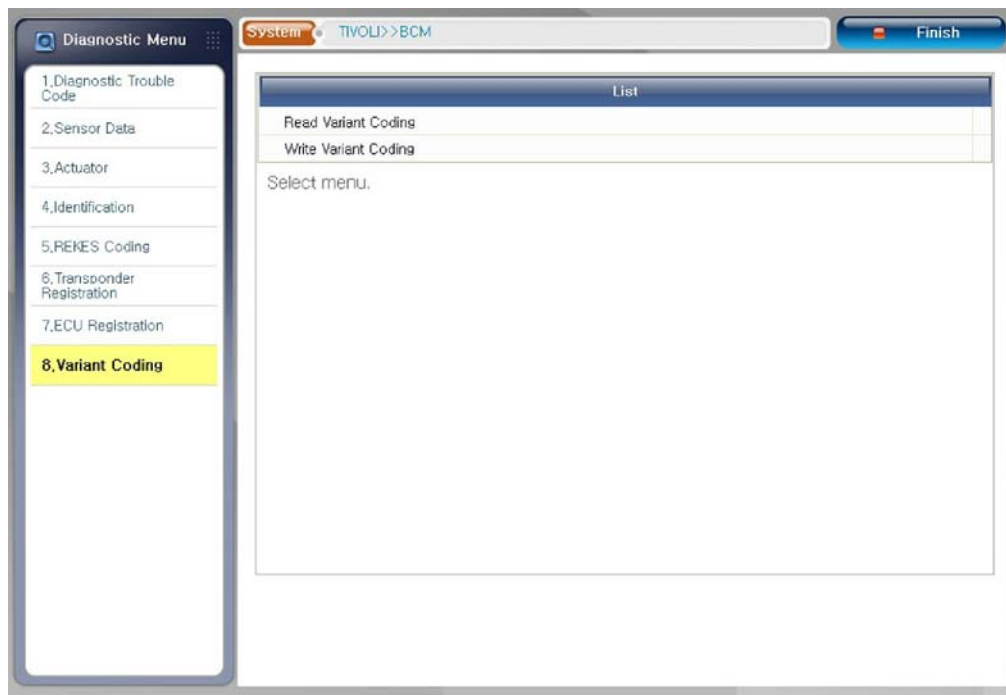 Diagnostic Menu
System
TIVOLI>>BCM
Finish
1,Diagnostic Trouble
Code
2,Sensor Data
3,Actuator
4,Identification
5,REKES Coding
6,Transponder
Registration
7,ECU Registration
8,Variant Coding
List
Read Variant Coding
Write Variant Coding
Select menu.